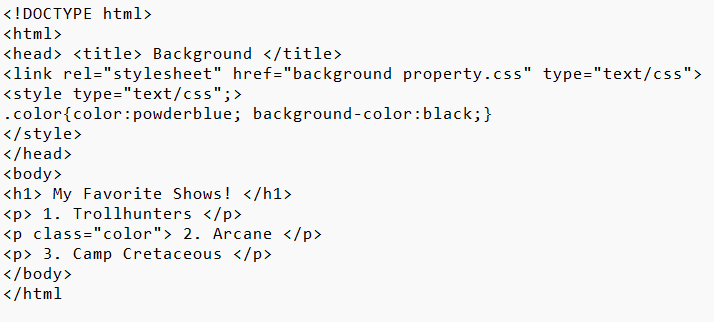 <!DOCTYPE html>
<html>
<head> <title> Background </title>
<link rel="stylesheet" href="background property.css" type="text/css">
<style type="text/css";>
.color{color:powderblue; background-color:black;}
</style>
</head>
<body>
<h1> My Favorite Shows! </h1>
<p> 1. Trollhunters </p>
<p class="color"> 2. Arcane </p>
<p> 3. Camp Cretaceous </p>
</body>
</html